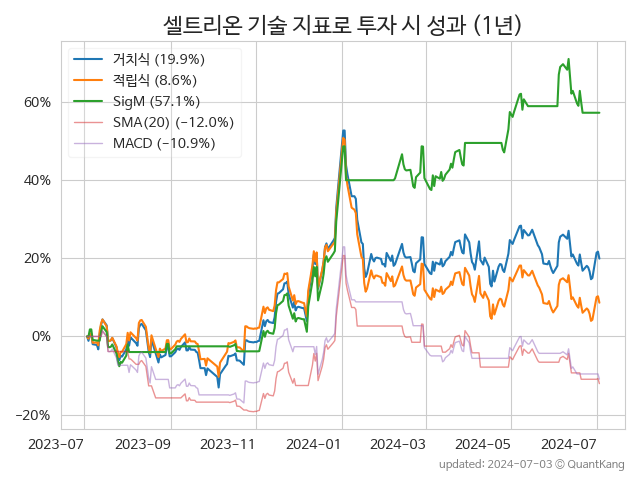 셀트리온 기술 지표로 투자 시 성과 (1년)
거치식 (19.9%)
적립식 (8.6%)
SigM (57.1%)
SMA(20) (−12.0%)
MACD (−10.9%)
60%
40%
20%
0%
−20%
2023-07 2023-09 2023-11 2024-01 2024-03 2024-05 2024-07
updated: 2024-07-03 © QuantKang